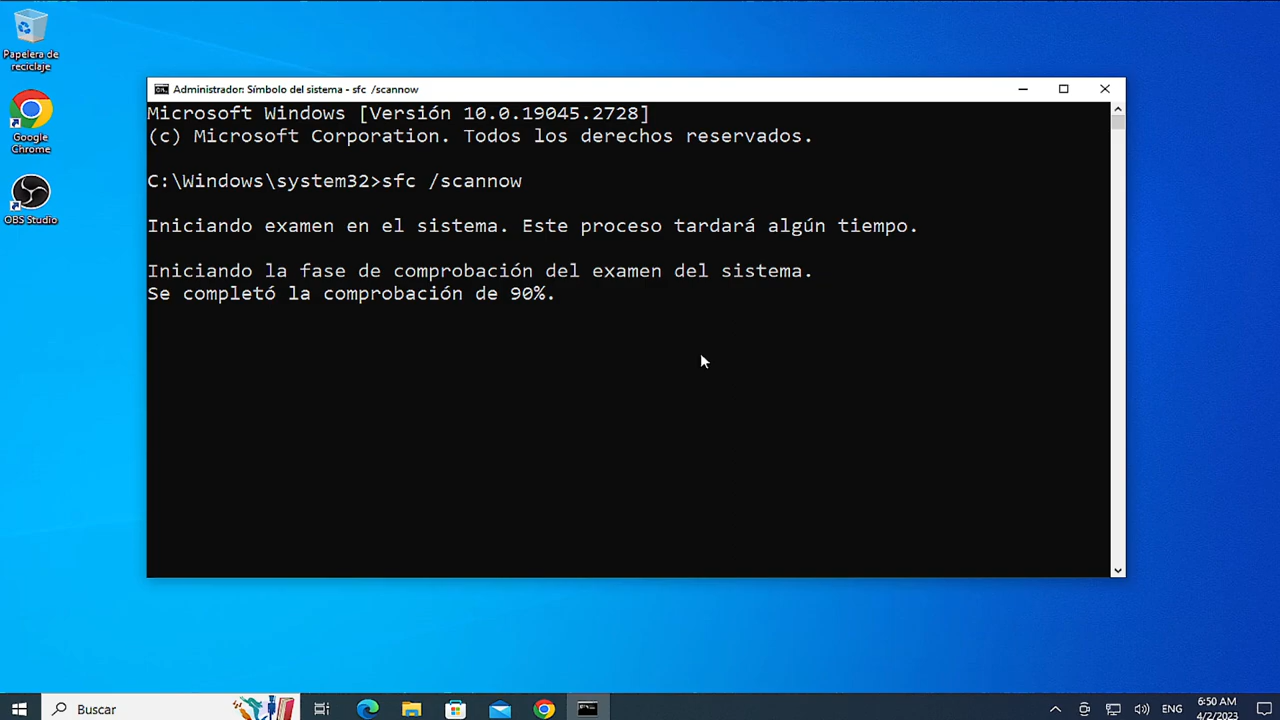 Papelera de
reciclaje
Google
Chrome
OBS Studio
Administrador: Símbolo del sistema - sfc /scannow
Microsoft Windows [Versión 10.0.19045.2728]
(c) Microsoft Corporation. Todos los derechos reservados.
C:\Windows\system32>sfc /scannow
Iniciando examen en el sistema. Este proceso tardará algún tiempo.
Iniciando la fase de comprobación del examen del sistema.
Se completó la comprobación de 90%.
Buscar
ENG
6:50 AM
4/2/2023